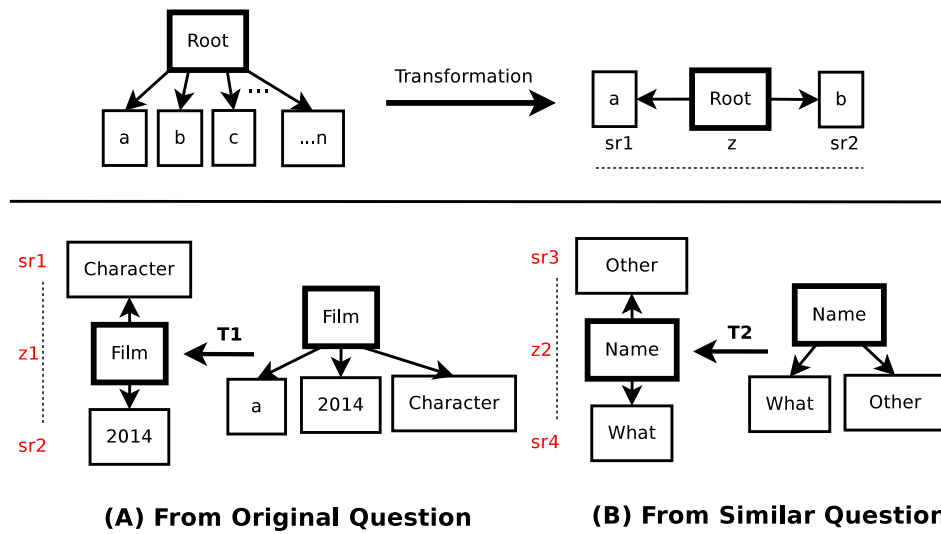 Root
...
a b c ...n
Transformation
a Root b
sr1 z sr2
sr1 Character
z1 Film
sr2 2014
T1
Film
a 2014 Character
sr3 Other
z2 Name
sr4 What
T2
Name
What Other
(A) From Original Question
(B) From Similar Question